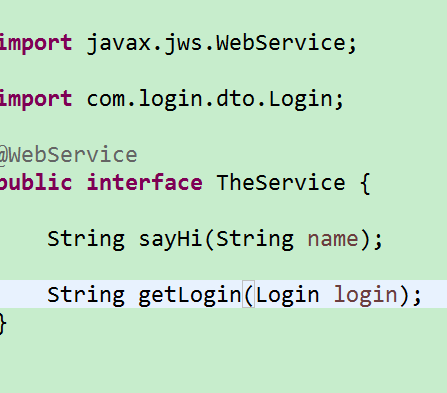 import javax.jws.WebService;
import com.login.dto.Login;
@WebService
public interface TheService {
String sayHi(String name);
String getLogin(Login login);
}